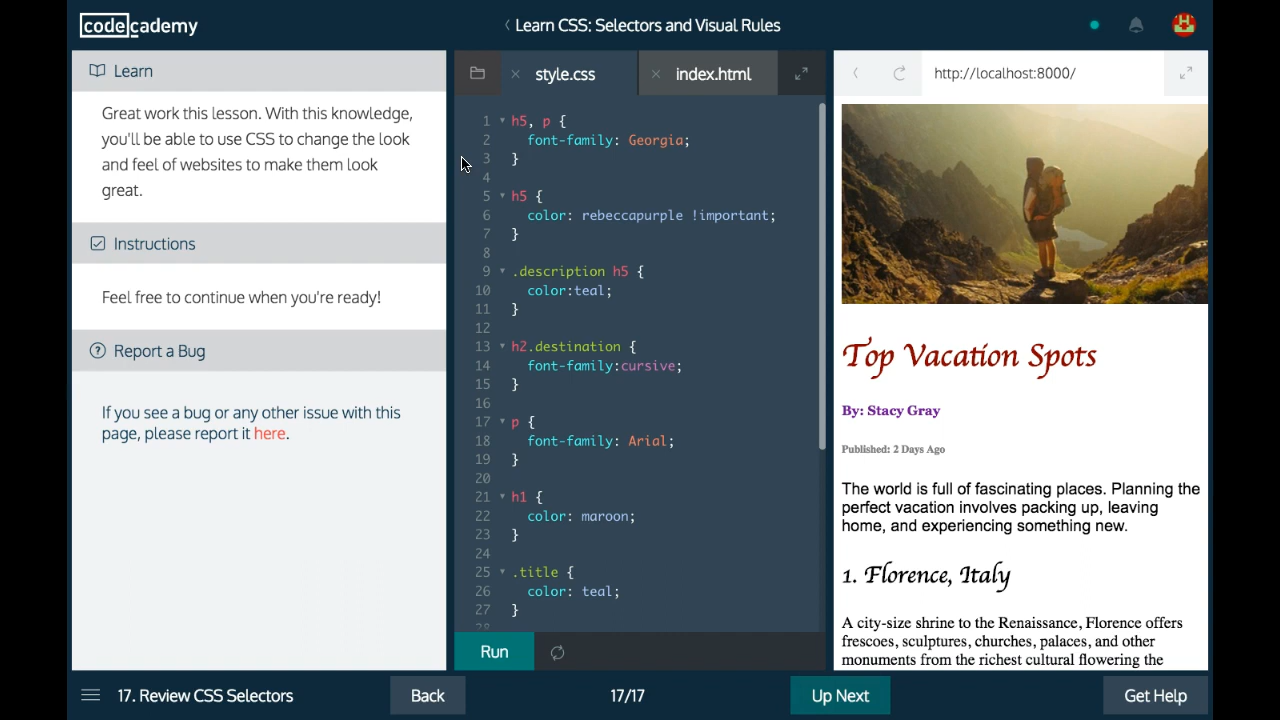 codecademy
Learn CSS: Selectors and Visual Rules
Learn
Great work this lesson. With this knowledge,
you'll be able to use CSS to change the look
and feel of websites to make them look
great.
Instructions
Feel free to continue when you're ready!
Report a Bug
If you see a bug or any other issue with this
page, please report it here.
style.css
index.html
1 h5, p {
2 font-family: Georgia;
3 }
4
5 h5 {
6 color: rebeccapurple !important;
7 }
8
9 .description h5 {
10 color:teal;
11 }
12
13 h2.destination {
14 font-family:cursive;
15 }
16
17 p {
18 font-family: Arial;
19 }
20
21 h1 {
22 color: maroon;
23 }
24
25 .title {
26 color: teal;
27 }
28
Run
http://localhost:8000/
Top Vacation Spots
By: Stacy Gray
Published: 2 Days Ago
The world is full of fascinating places. Planning the
perfect vacation involves packing up, leaving
home, and experiencing something new.
1. Florence, Italy
A city-size shrine to the Renaissance, Florence offers
frescoes, sculptures, churches, palaces, and other
monuments from the richest cultural flowering the
17. Review CSS Selectors
Back
17/17
Up Next
Get Help